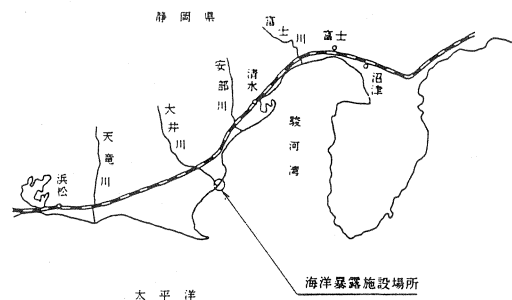 静岡県
富士川
富士
沼津
清水
安部川
大井川
駿河湾
天竜川
浜松
海洋暴露施設場所
太平洋